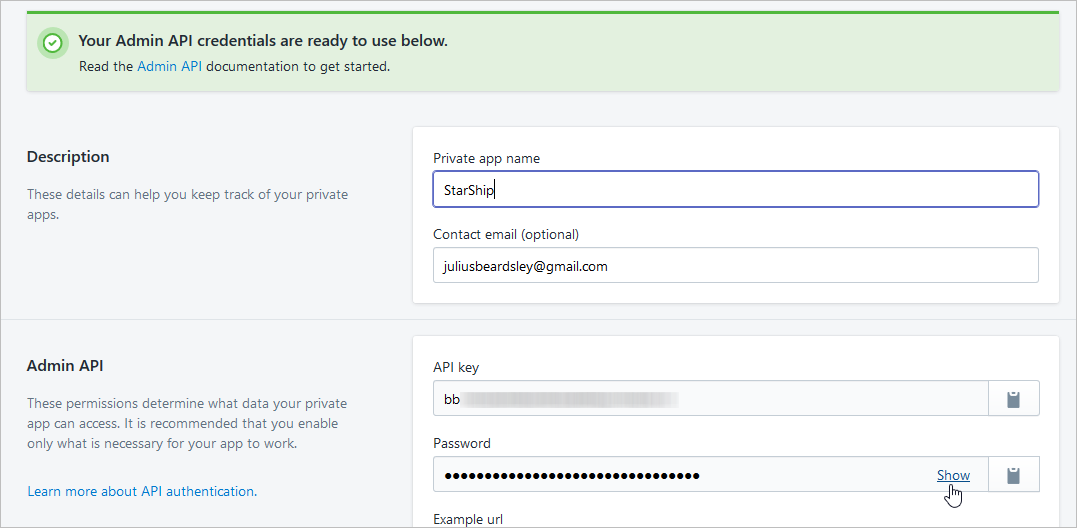 Your Admin API credentials are ready to use below.
Read the Admin API documentation to get started.
Description
These details can help you keep track of your private
apps.
Private app name
StarShip
Contact email (optional)
juliusbeardsley@gmail.com
Admin API
These permissions determine what data your private
app can access. It is recommended that you enable
only what is necessary for your app to work.
Learn more about API authentication.
API key
bb
Password
••••••••••••••••••••••••••••••••
Show
Example url